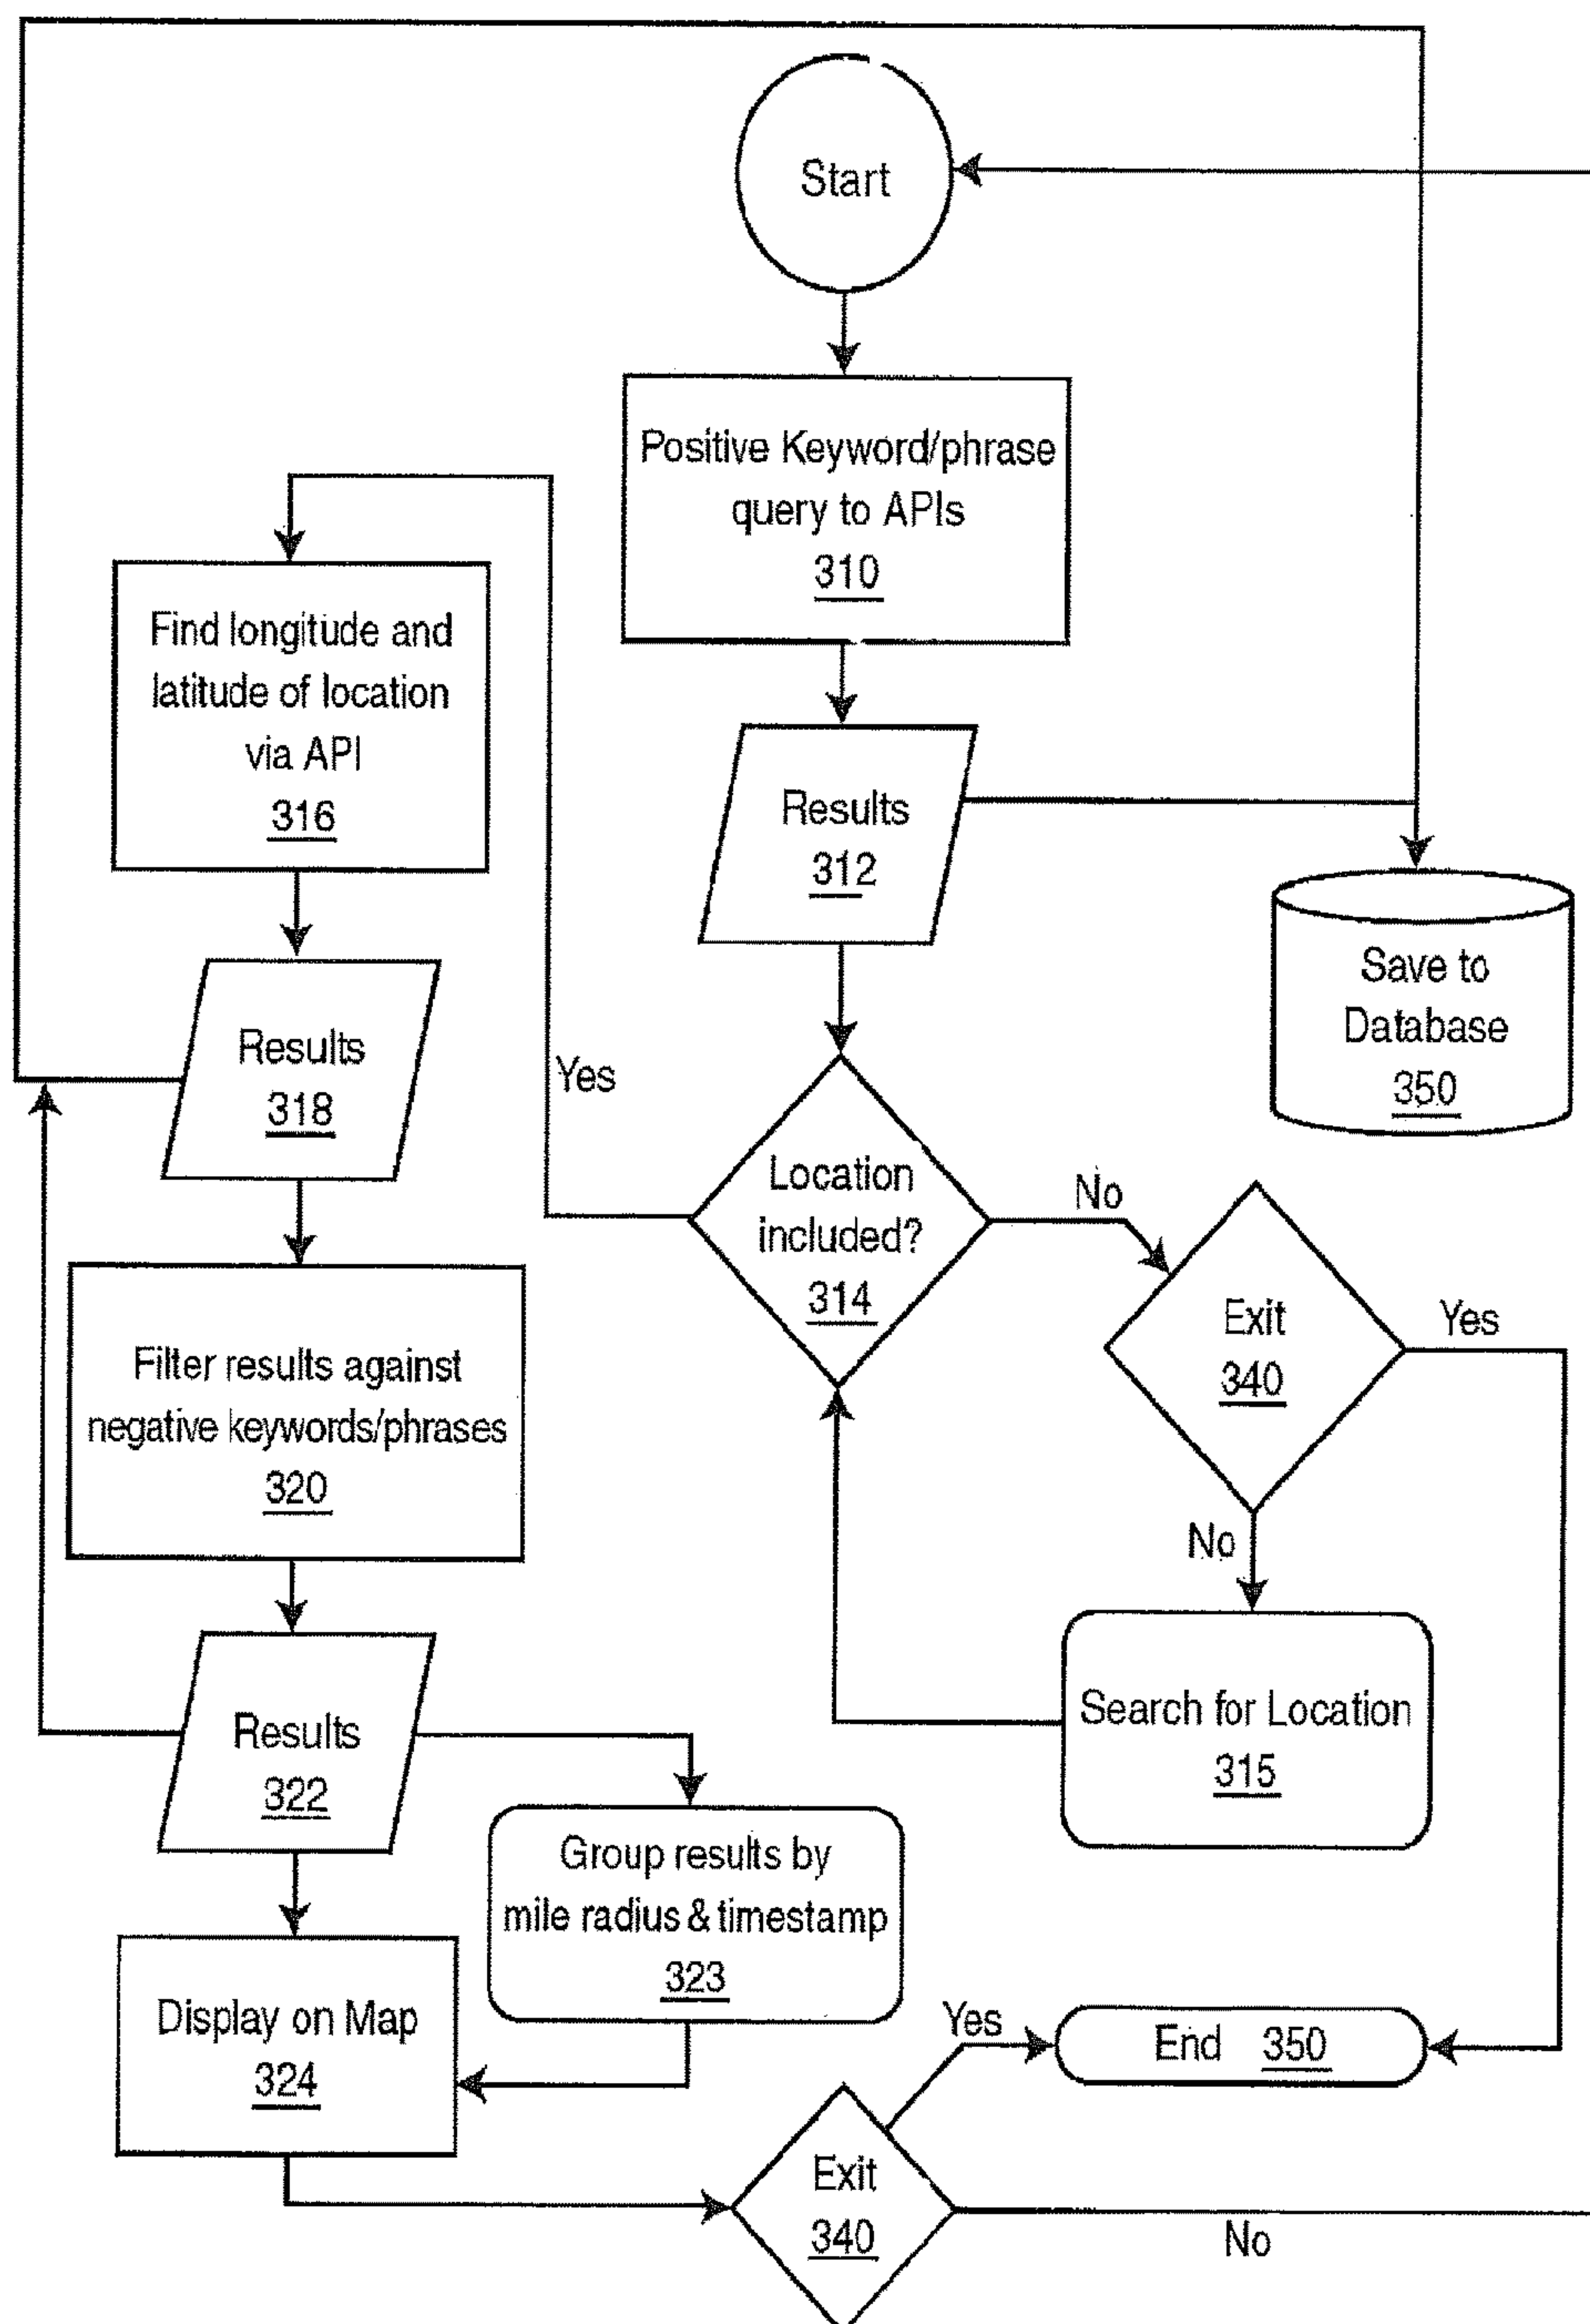 Start
Positive Keyword/phrase
query to APIs
310
Find longitude and
latitude of location
via API
316
Results
312
Save to
Database
350
Results
318
Yes
Location
included?
314
No
Exit
340
Yes
No
Filter results against
negative keywords/phrases
320
Search for Location
315
Results
322
Group results by
mile radius & timestamp
323
Display on Map
324
Yes
End 350
Exit
340
No